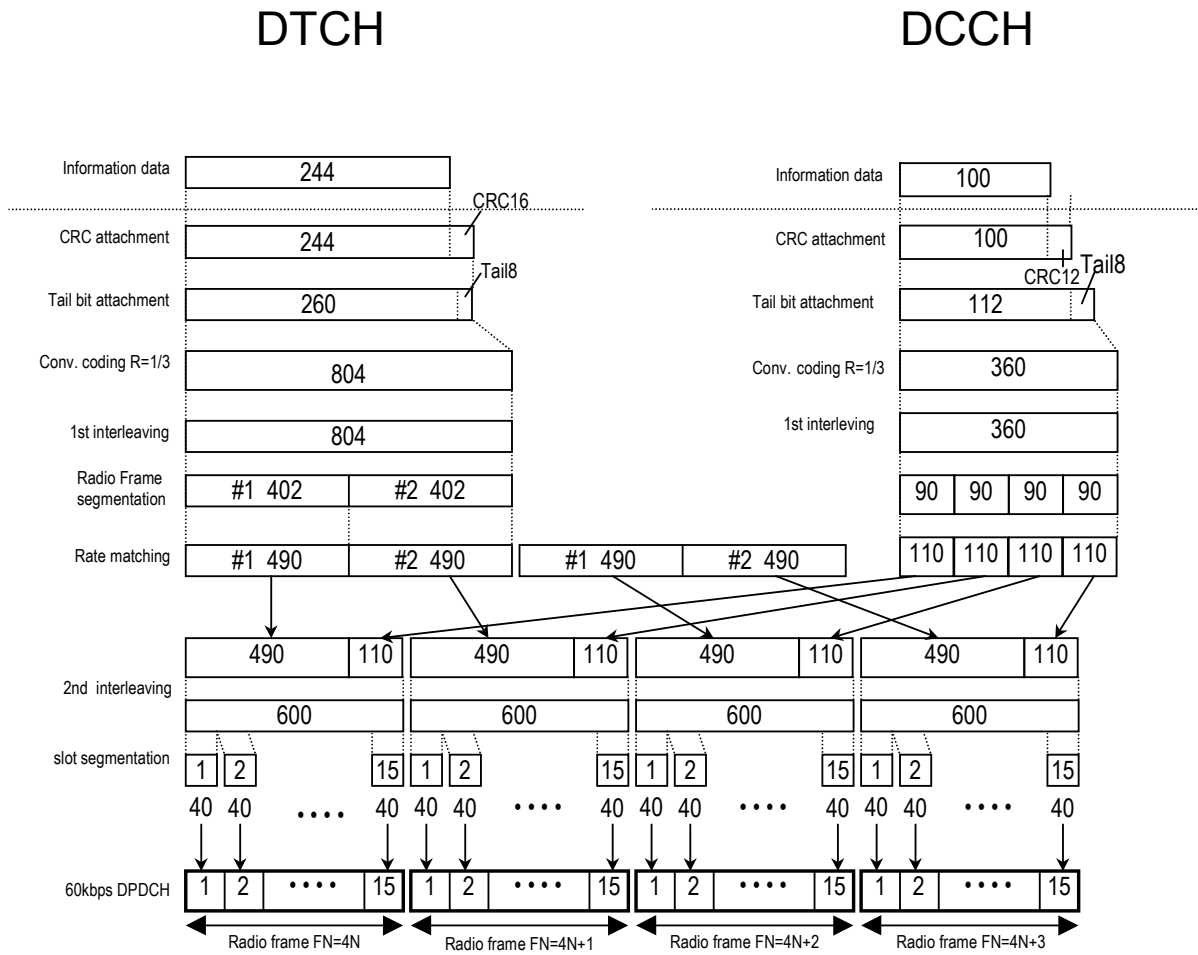 DTCH DCCH
Information data 244 Information data 100
CRC16
CRC attachment 244 CRC attachment 100
CRC12 Tail8
Tail8
Tail bit attachment 260 Tail bit attachment 112
Conv. coding R=1/3 804 Conv. coding R=1/3 360
1st interleaving 804 1st interleving 360
Radio Frame
segmentation #1 402 #2 402 90 90 90 90
Rate matching #1 490 #2 490 #1 490 #2 490 110 110 110 110
490 110 490 110 490 110 490 110
2nd interleaving
600 600 600 600
slot segmentation 1 2 15 1 2 15 1 2 15 1 2 15
40 40 • • • • 40 40 40 • • • • 40 40 40 • • • • 40 40 40 • • • • 40
60kbps DPDCH 1 2 • • • • 15 1 2 • • • • 15 1 2 • • • • 15 1 2 • • • • 15
Radio frame FN=4N Radio frame FN=4N+1 Radio frame FN=4N+2 Radio frame FN=4N+3